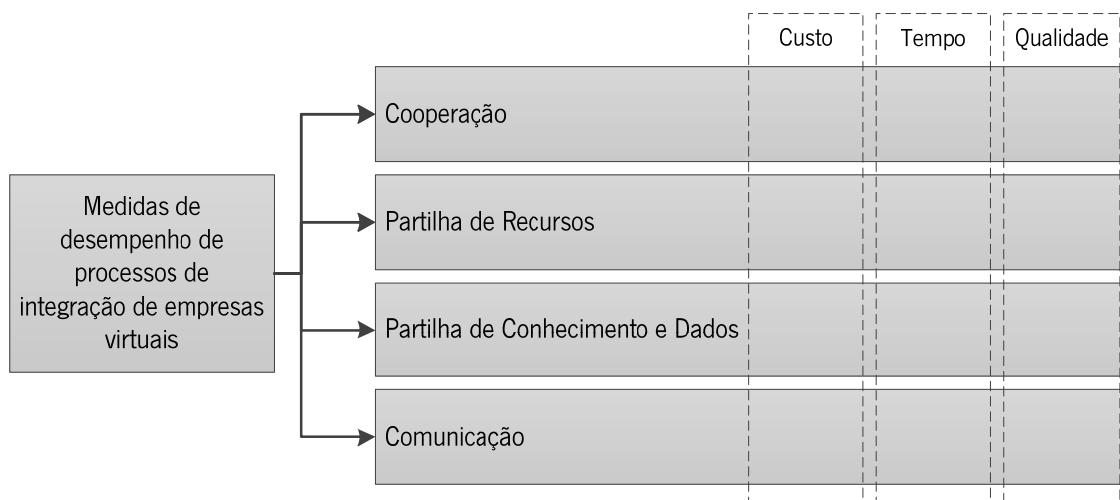 Custo
Tempo
Qualidade
Cooperação
Medidas de
desempenho de
processos de
integração de empresas
virtuais
Partilha de Recursos
Partilha de Conhecimento e Dados
Comunicação